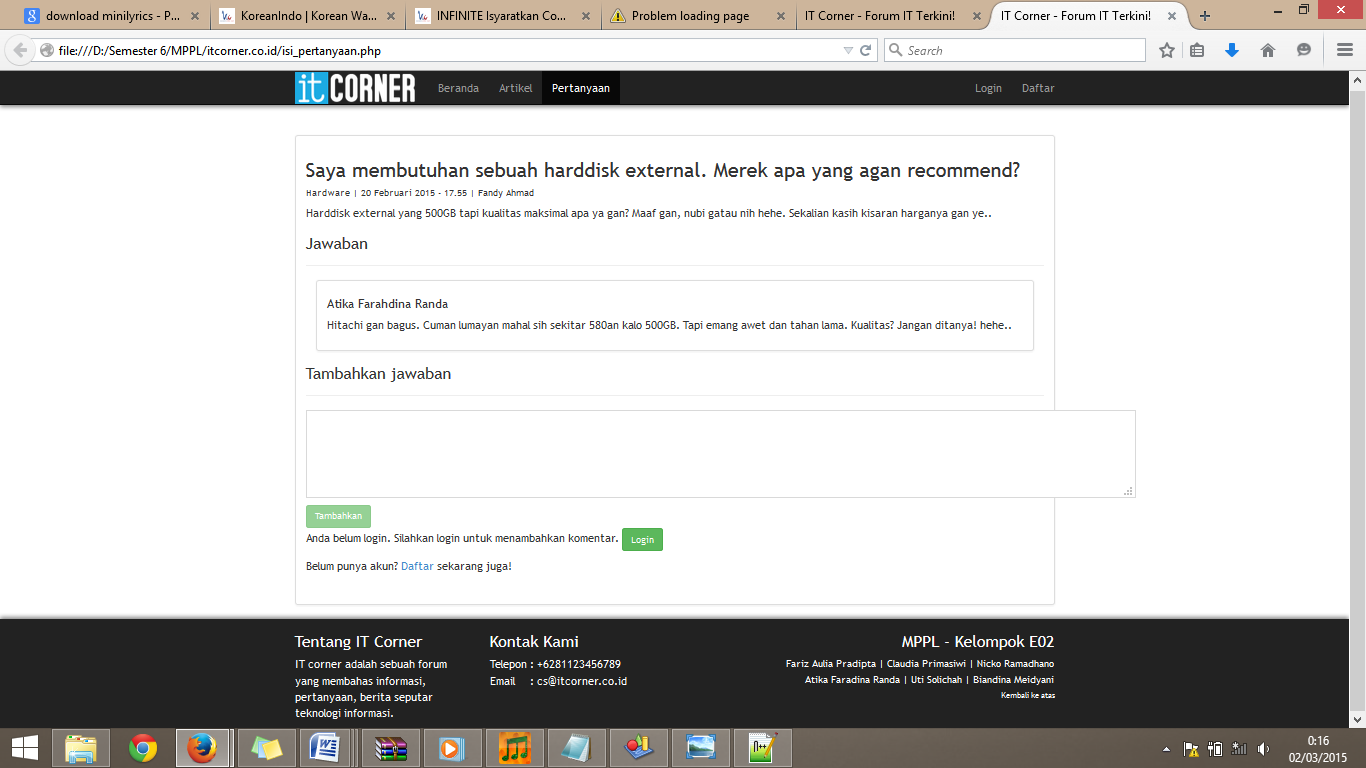 download minilyrics - P...
KoreanIndo | Korean Wa...
INFINITE Isyaratkan Co...
Problem loading page
IT Corner - Forum IT Terkini!
IT Corner - Forum IT Terkini!
file:///D:/Semester 6/MPPL/itcorner.co.id/isi_pertanyaan.php
Search
it CORNER
Beranda
Artikel
Pertanyaan
Login
Daftar
Saya membutuhan sebuah harddisk external. Merek apa yang agan recommend?
Hardware | 20 Februari 2015 - 17.55 | Fandy Ahmad
Harddisk external yang 500GB tapi kualitas maksimal apa ya gan? Maaf gan, nubi gatau nih hehe. Sekalian kasih kisaran harganya gan ye..
Jawaban
Atika Farahdina Randa
Hitachi gan bagus. Cuman lumayan mahal sih sekitar 580an kalo 500GB. Tapi emang awet dan tahan lama. Kualitas? Jangan ditanya! hehe..
Tambahkan jawaban
Tambahkan
Anda belum login. Silahkan login untuk menambahkan komentar. Login
Belum punya akun? Daftar sekarang juga!
Tentang IT Corner
IT corner adalah sebuah forum
yang membahas informasi,
pertanyaan, berita seputar
teknologi informasi.
Kontak Kami
Telepon : +6281123456789
Email : cs@itcorner.co.id
MPPL - Kelompok E02
Fariz Aulia Pradipta | Claudia Primasiwi | Nicko Ramadhano
Atika Faradina Randa | Uti Solichah | Biandina Meidyani
Kembali ke atas
0:16
02/03/2015